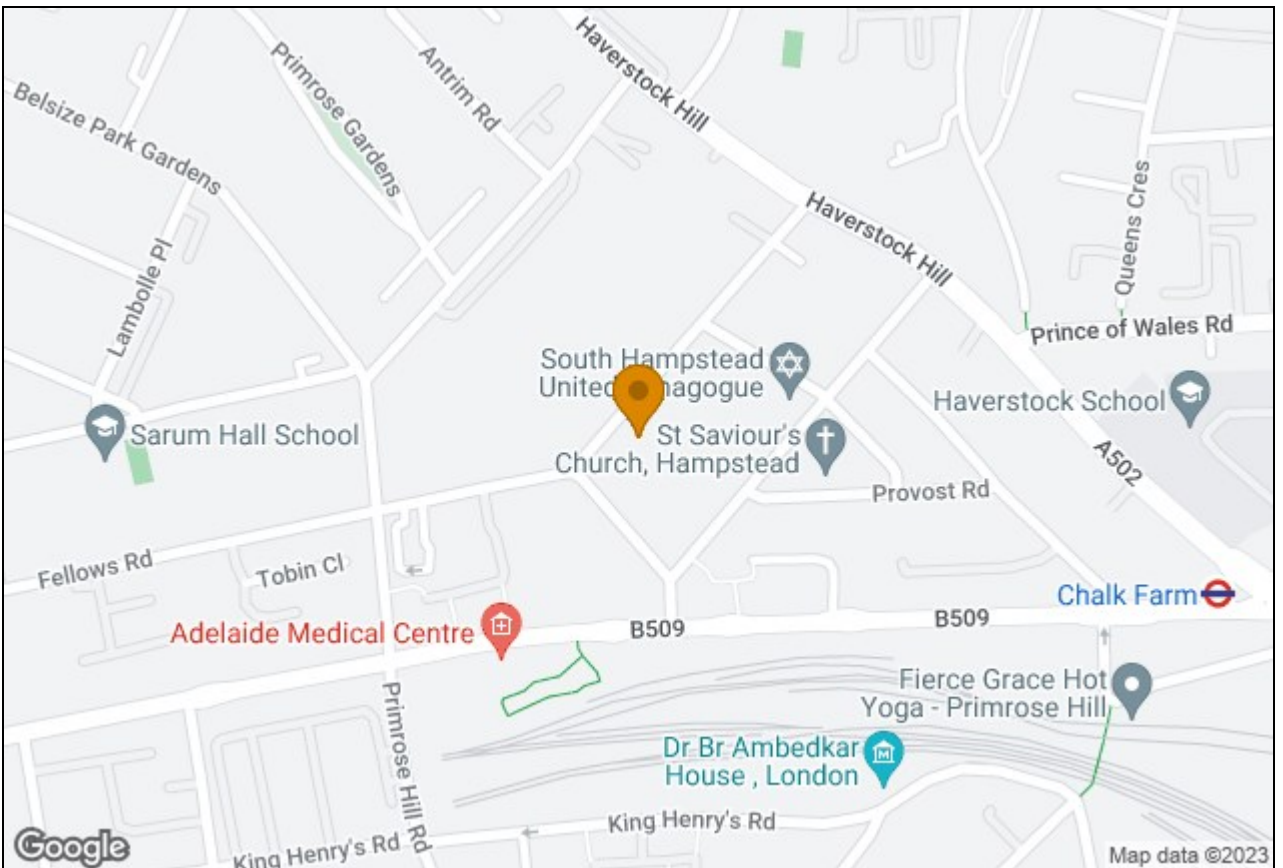 Haverstock Hill
Antrim Rd
Primrose Gardens
Belsize Park Gardens
Queens Cres
Haverstock Hill
Lambolle Pl
Prince of Wales Rd
South Hampstead
United Synagogue
Haverstock School
Sarum Hall School
St Saviour's
Church, Hampstead
A502
Provost Rd
Fellows Rd
Tobin Cl
Chalk Farm
Adelaide Medical Centre
B509
B509
Fierce Grace Hot
Yoga - Primrose Hill
Primrose Hill Rd
Dr Br Ambedkar
House , London
King Henry's Rd
King Henry's Rd
Google
Map data ©2023